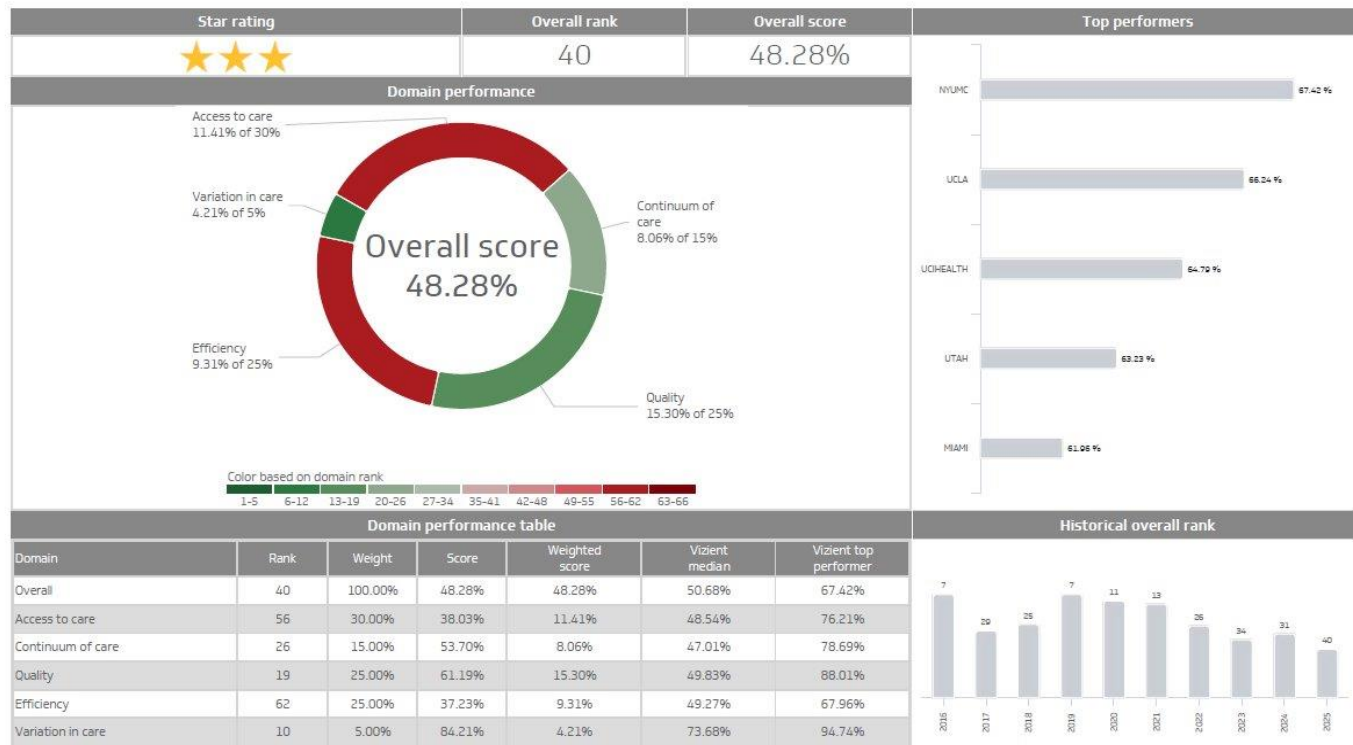 Star rating
Overall rank
Overall score
40
48.28%
Domain performance
Access to care
11.41% of 30%
Variation in care
4.21% of 5%
Continuum of
care
8.06% of 15%
Overall score
48.28%
Efficiency
9.31% of 25%
Quality
15.30% of 25%
Color based on domain rank
1-5 6-12 13-19 20-26 27-34 35-41 42-48 49-55 56-62 63-66
Top performers
NYUMC 67.42 %
UCLA 66.24 %
UCIHEALTH 64.79 %
UTAH 63.23 %
MIAMI 61.96 %
Domain performance table
Domain Rank Weight Score Weighted score Vizient median Vizient top performer
Overall 40 100.00% 48.28% 48.28% 50.68% 67.42%
Access to care 56 30.00% 38.03% 11.41% 48.54% 76.21%
Continuum of care 26 15.00% 53.70% 8.06% 47.01% 78.69%
Quality 19 25.00% 61.19% 15.30% 49.83% 88.01%
Efficiency 62 25.00% 37.23% 9.31% 49.27% 67.96%
Variation in care 10 5.00% 84.21% 4.21% 73.68% 94.74%
Historical overall rank
7 29 25 7 11 13 26 34 31 40
2016 2017 2018 2019 2020 2021 2022 2023 2024 2025